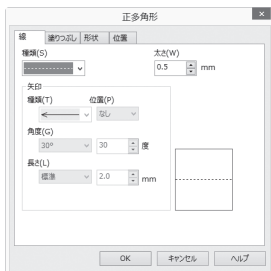 正多角形 ×
線 塗りつぶし 形状 位置
種類(S) 太さ(W)
0.5 mm
矢印
種類(T) 位置(P)
なし
角度(G)
30° 30 度
長さ(L)
標準 2.0 mm
OK キャンセル ヘルプ